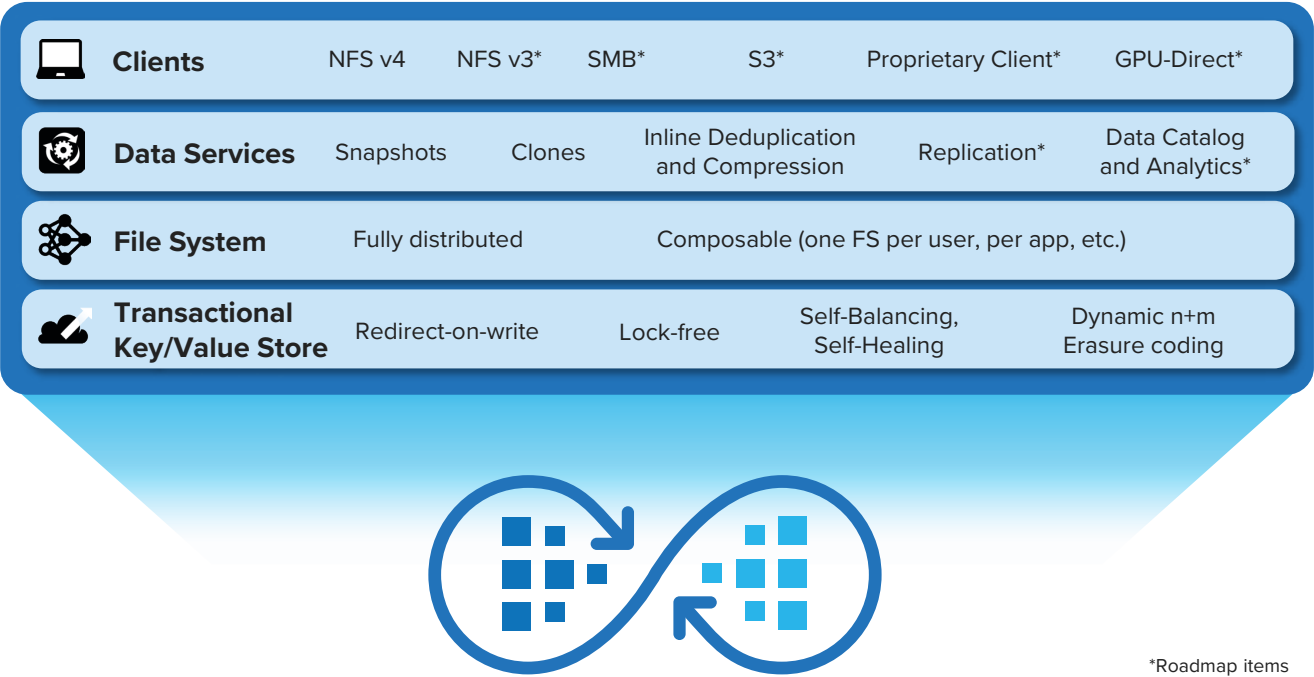 Clients
NFS v4
NFS v3*
SMB*
S3*
Proprietary Client*
GPU-Direct*
Data Services
Snapshots
Clones
Inline Deduplication
and Compression
Replication*
Data Catalog
and Analytics*
File System
Fully distributed
Composable (one FS per user, per app, etc.)
Transactional
Key/Value Store
Redirect-on-write
Lock-free
Self-Balancing,
Self-Healing
Dynamic n+m
Erasure coding
*Roadmap items